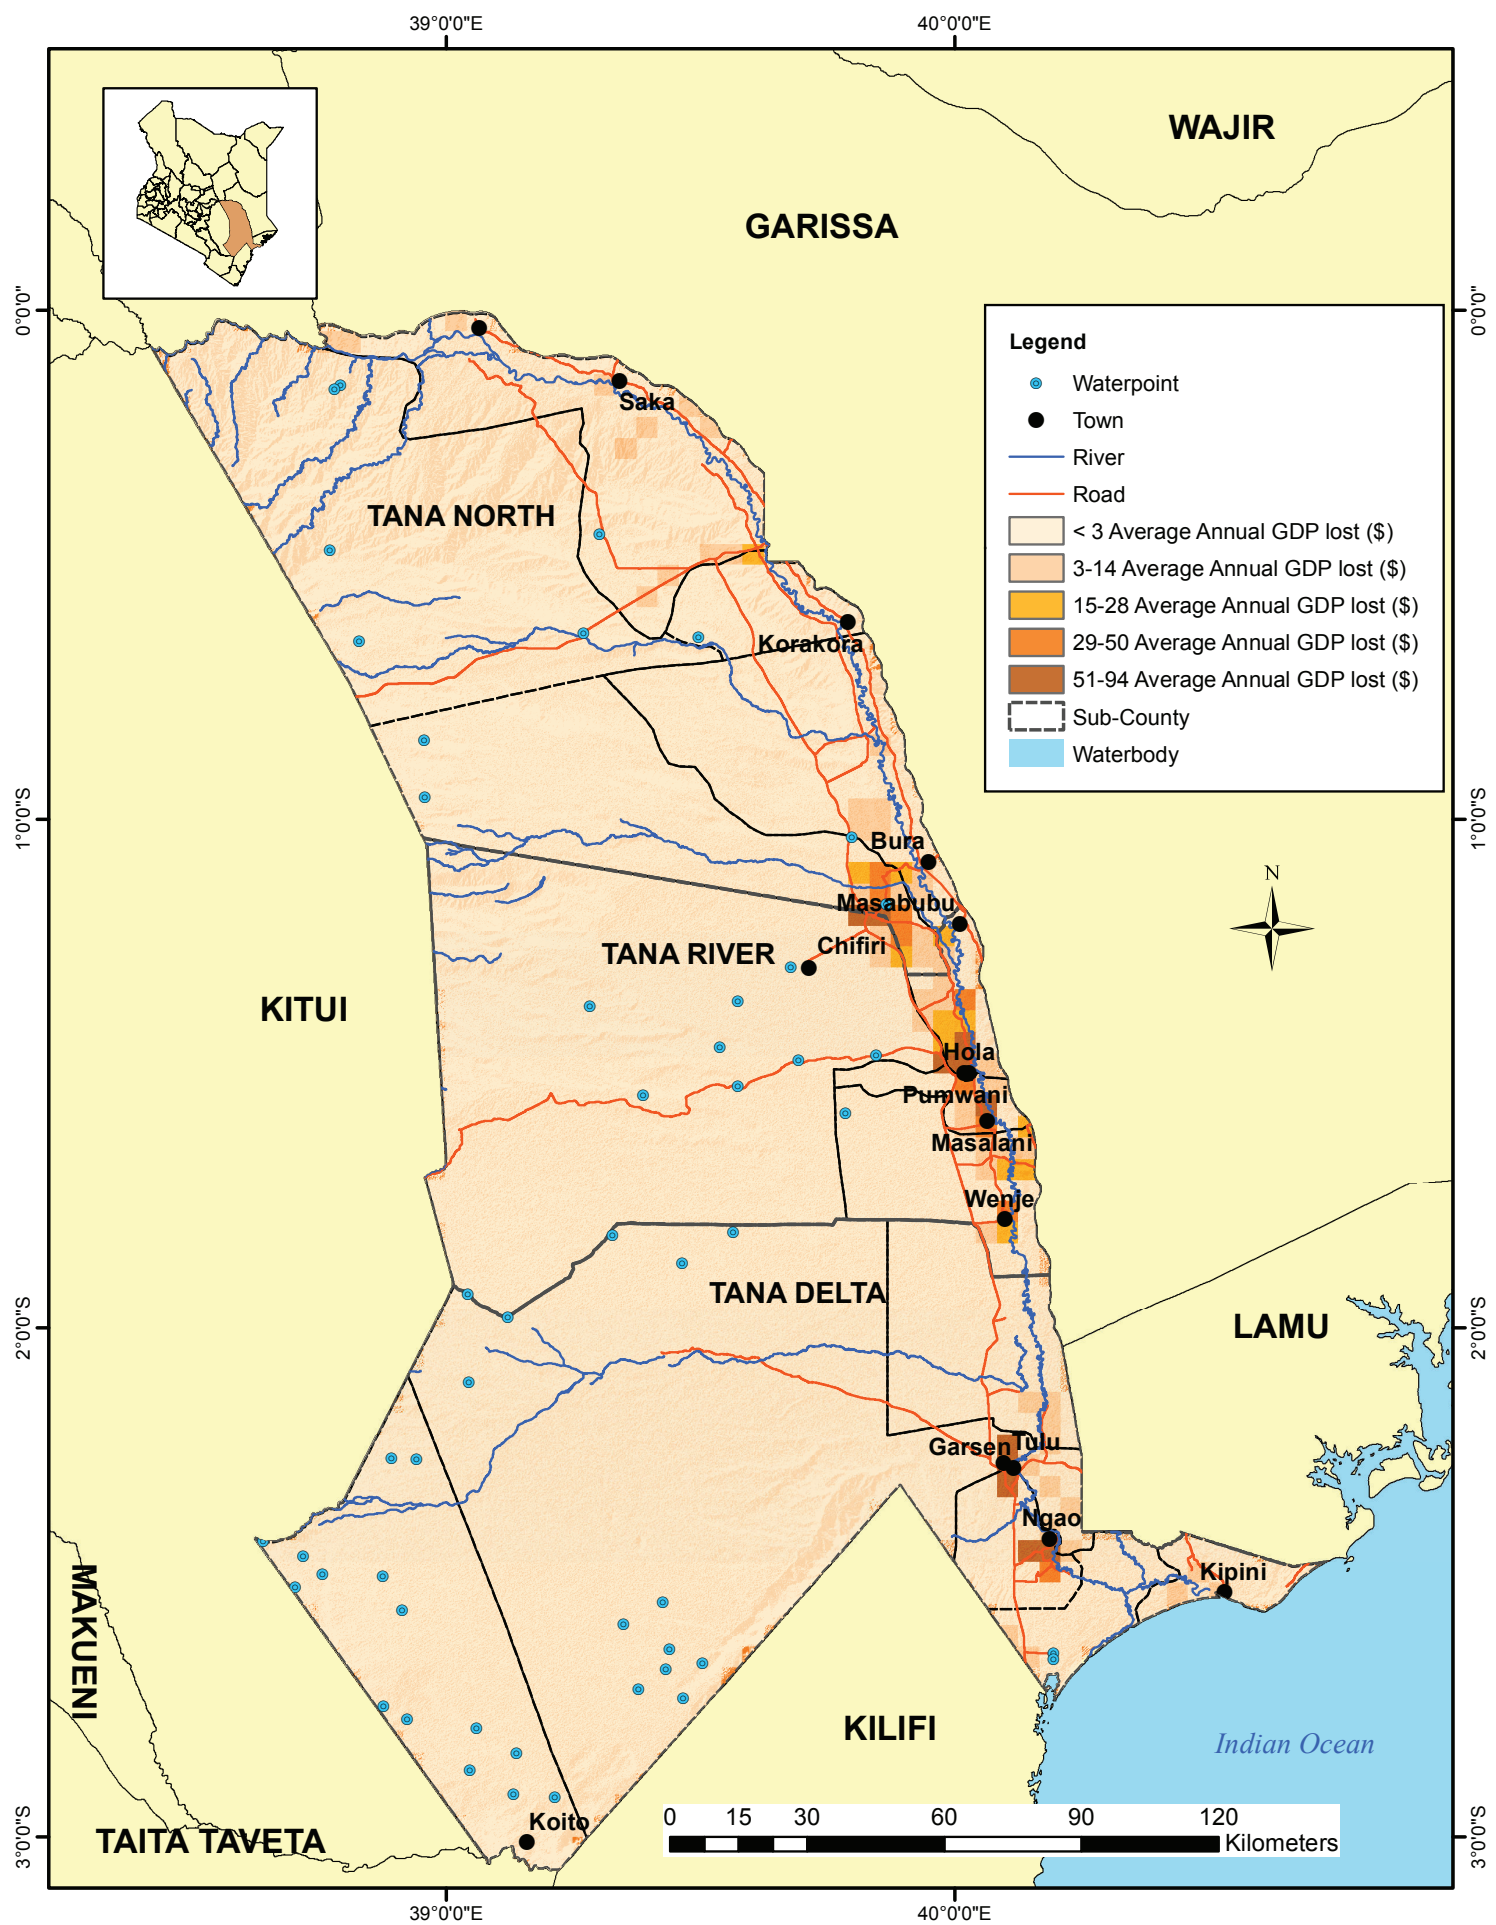 39°0'0"E
40°0'0"E
WAJIR
GARISSA
0°0'0"
0°0'0"
Legend
Waterpoint
Town
River
Road
< 3 Average Annual GDP lost ($)
3-14 Average Annual GDP lost ($)
15-28 Average Annual GDP lost ($)
29-50 Average Annual GDP lost ($)
51-94 Average Annual GDP lost ($)
Sub-County
Waterbody
Saka
TANA NORTH
Korakora
1°0'0"S
1°0'0"S
Bura
N
Masabubu
Chifiri
TANA RIVER
KITUI
Hola
Pumwani
Masalani
Wenje
TANA DELTA
LAMU
2°0'0"S
2°0'0"S
Garsen
Tulu
Ngao
Kipini
MAKUENI
KILIFI
Indian Ocean
Koito
TAITA TAVETA
0 15 30 60 90 120
Kilometers
3°0'0"S
3°0'0"S
39°0'0"E
40°0'0"E